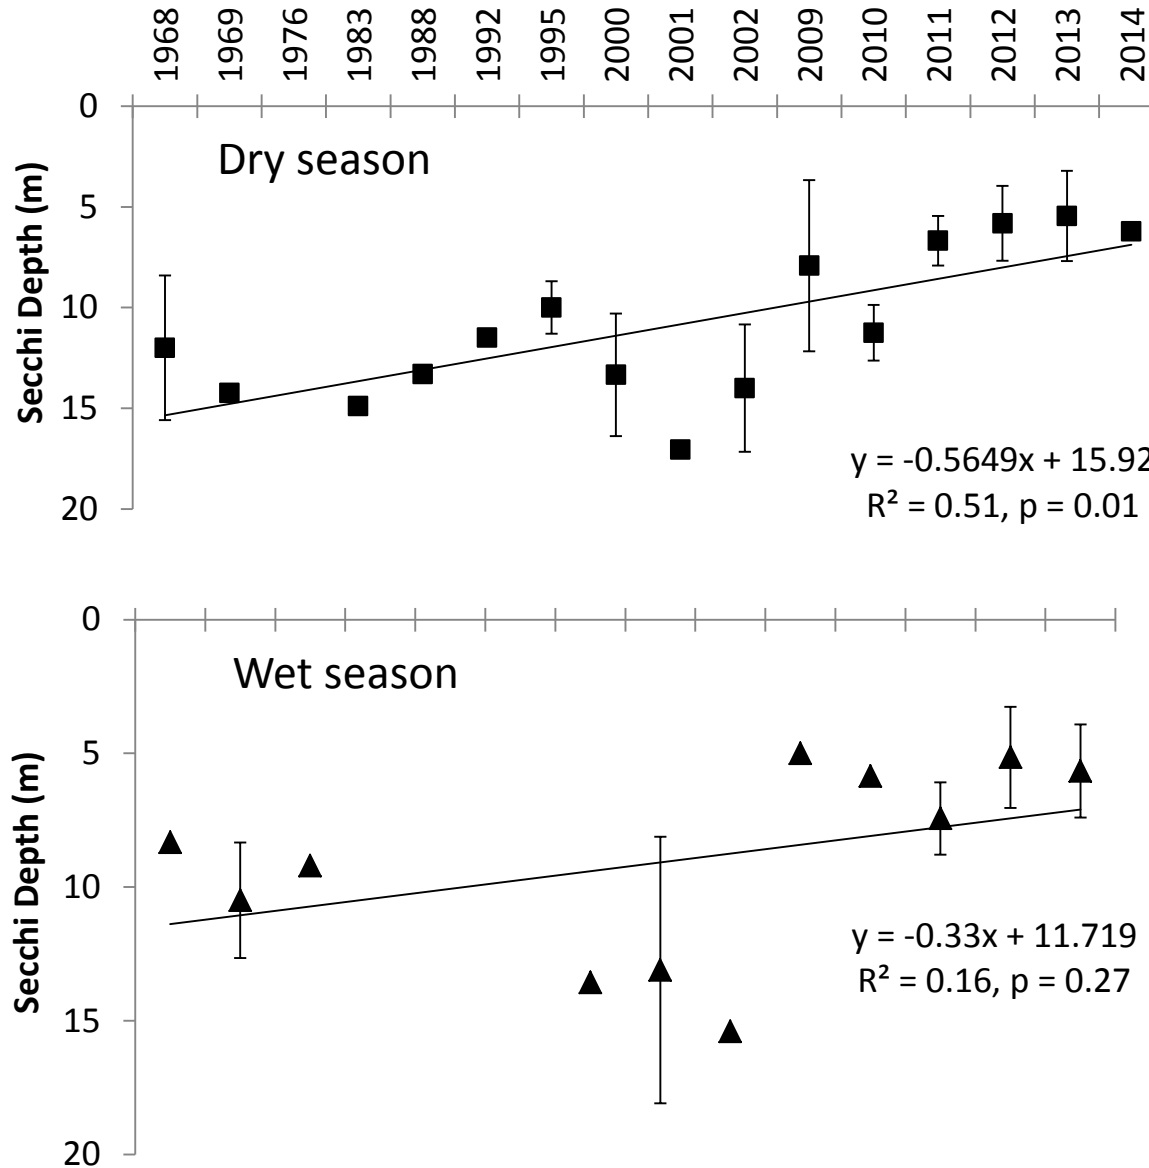 1968 1969 1976 1983 1988 1992 1995 2000 2001 2002 2009 2010 2011 2012 2013 2014
0
Dry season
5
10
15
20
Secchi Depth (m)
y = -0.5649x + 15.92
R² = 0.51, p = 0.01
0
Wet season
5
10
15
20
Secchi Depth (m)
y = -0.33x + 11.719
R² = 0.16, p = 0.27